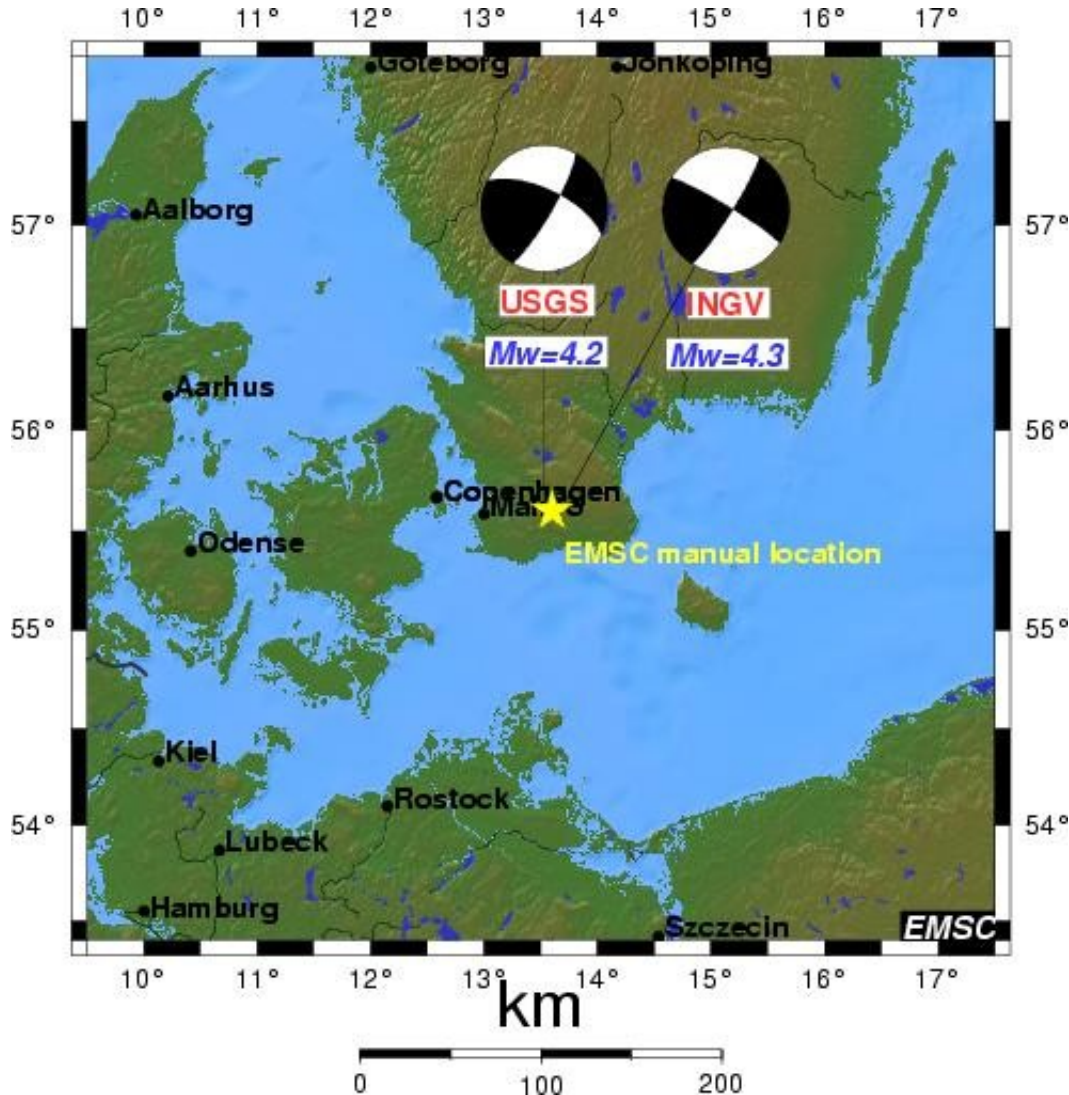 10° 11° 12° 13° 14° 15° 16° 17°
Goteborg
Jonkoping
57° Aalborg 57°
USGS INGV
Mw=4.2 Mw=4.3
Aarhus
56° 56°
Copenhagen
EMSC manual location
Odense
55° 55°
Kiel
Rostock
54° 54°
Lubeck
Hamburg
Szczecin
EMSC
10° 11° 12° 13° 14° 15° 16° 17°
km
0 100 200